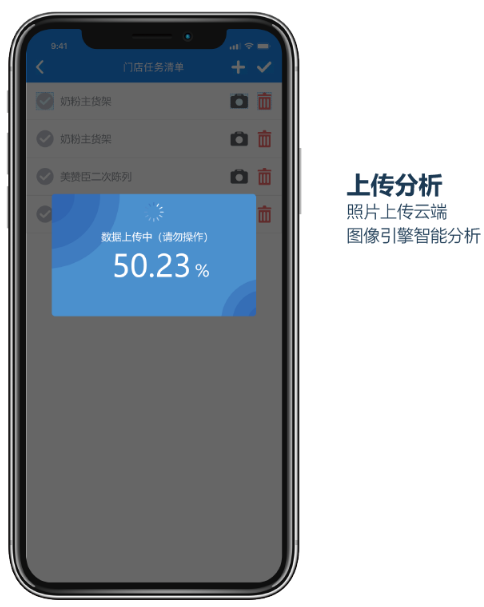 9:41
门店任务清单
奶粉主货架
奶粉主货架
美赞臣二次陈列
数据上传中（请勿操作）
50.23 %
上传分析
照片上传云端
图像引擎智能分析